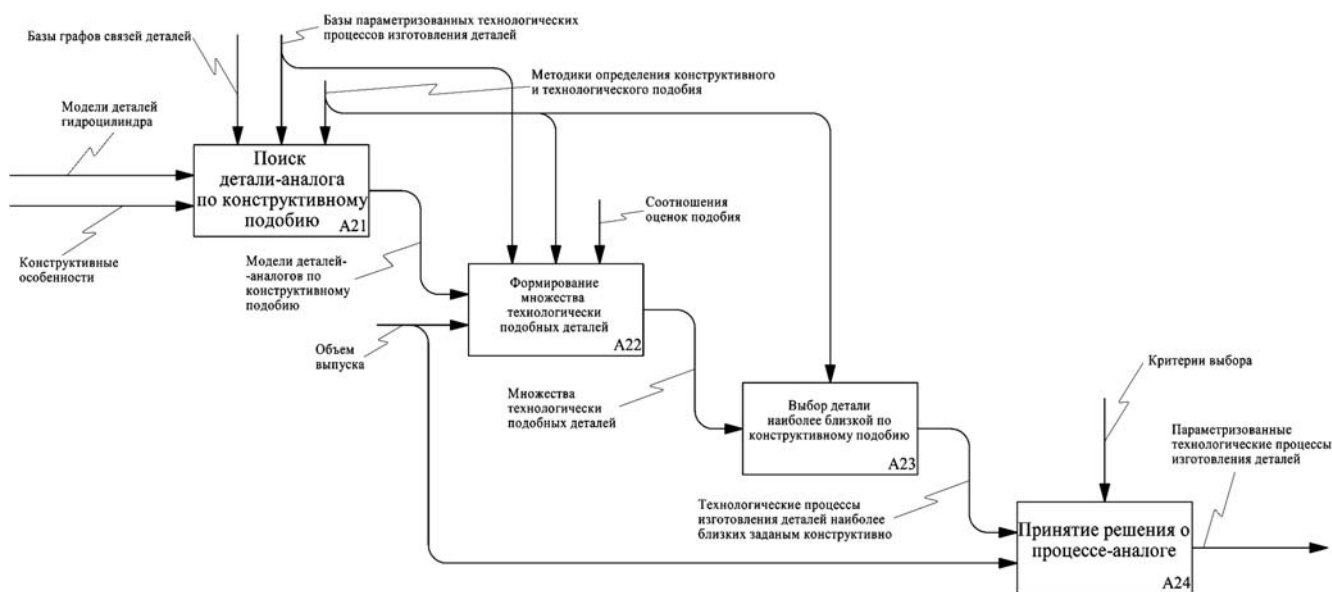 Базы параметризованных технологических
процессов изготовления деталей
Базы графов связей деталей
Методики определения конструктивного
и технологического подобия
Модели деталей
гидроцилиндра
Поиск
детали-аналога
по конструктивному
подобию
A21
Соотношения
оценок подобия
Конструктивные
особенности
Модели деталей-
-аналогов по
конструктивному
подобию
Формирование
множества
технологически
подобных деталей
A22
Объем
выпуска
Критерии выбора
Множества
технологически
подобных деталей
Выбор детали
наиболее близкой по
конструктивному подобию
A23
Параметризованные
технологические процессы
изготовления деталей
Технологические процессы
изготовления деталей наиболее
близких заданым конструктивно
Принятие решения о
процессе-аналоге
A24